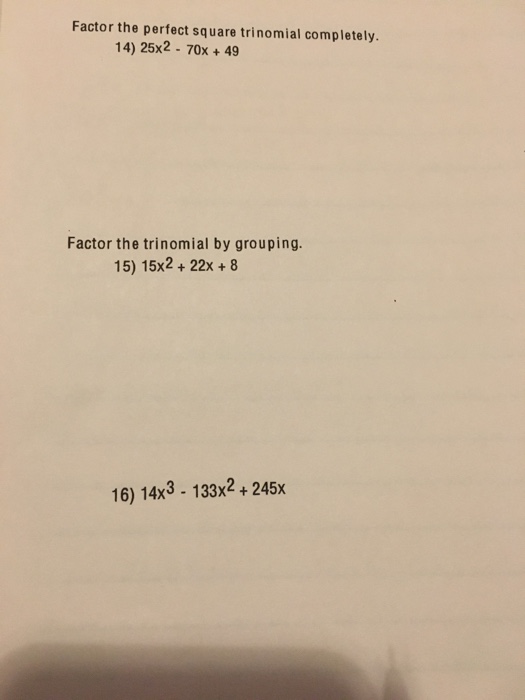 Factor the perfect square trinomial completely.
14) 25x2 - 70x + 49
Factor the trinomial by grouping.
15) 15x2 + 22x + 8
16) 14x3 - 133x2 + 245x